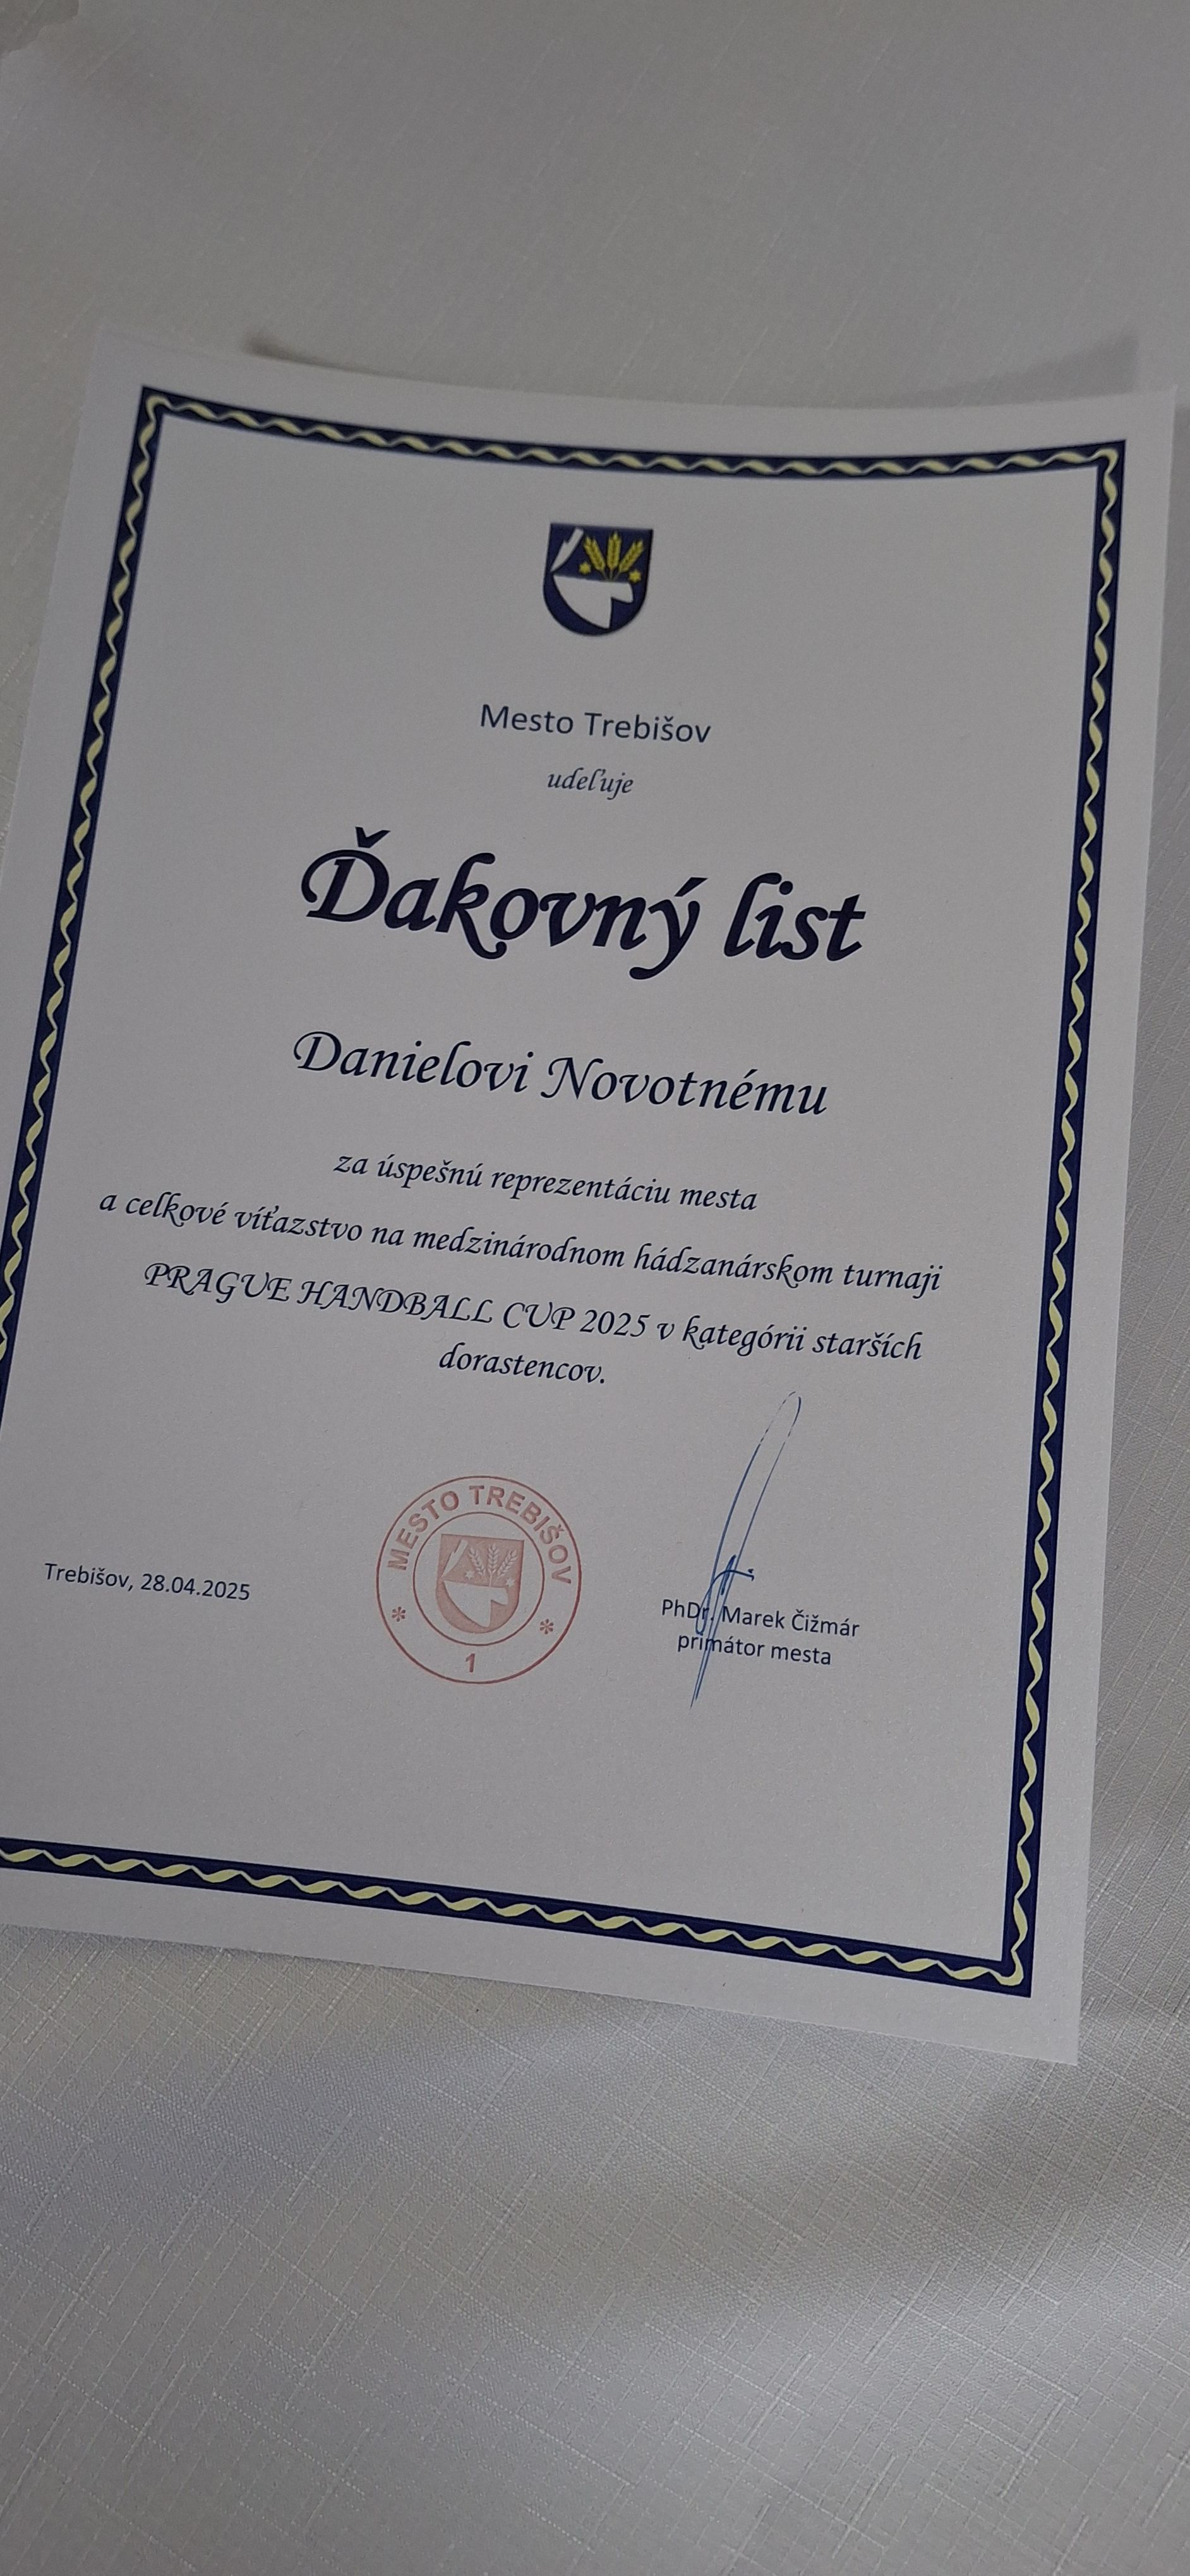 Mesto Trebišov
udeľuje
Ďakovný list
Danielovi Novotnému
za úspešnú reprezentáciu mesta
a celkové víťazstvo na medzinárodnom hádzanárskom turnaji
PRAGUE HANDBALL CUP 2025 v kategórii starších
dorastencov.
MESTO TREBIŠOV
* *
1
Trebišov, 28.04.2025
PhDr. Marek Čižmár
primátor mesta